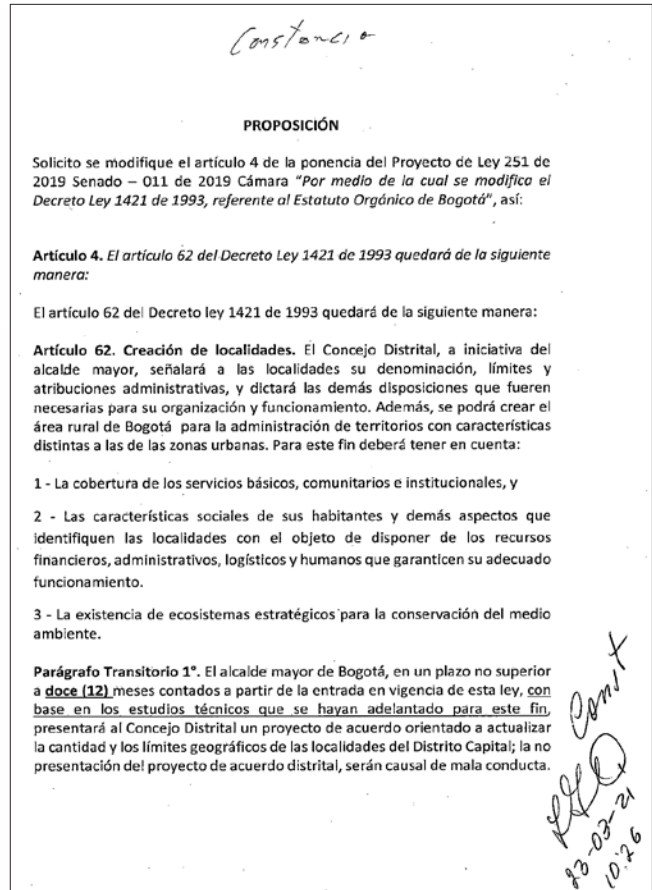 Constancia
PROPOSICIÓN
Solicito se modifique el artículo 4 de la ponencia del Proyecto de Ley 251 de
2019 Senado – 011 de 2019 Cámara "Por medio de la cual se modifica el
Decreto Ley 1421 de 1993, referente al Estatuto Orgánico de Bogotá", así:
Artículo 4. El artículo 62 del Decreto Ley 1421 de 1993 quedará de la siguiente
manera:
El artículo 62 del Decreto ley 1421 de 1993 quedará de la siguiente manera:
Artículo 62. Creación de localidades. El Concejo Distrital, a iniciativa del
alcalde mayor, señalará a las localidades su denominación, límites y
atribuciones administrativas, y dictará las demás disposiciones que fueren
necesarias para su organización y funcionamiento. Además, se podrá crear el
área rural de Bogotá para la administración de territorios con características
distintas a las de las zonas urbanas. Para este fin deberá tener en cuenta:
1 - La cobertura de los servicios básicos, comunitarios e institucionales, y
2 - Las características sociales de sus habitantes y demás aspectos que
identifiquen las localidades con el objeto de disponer de los recursos
financieros, administrativos, logísticos y humanos que garanticen su adecuado
funcionamiento.
3 - La existencia de ecosistemas estratégicos para la conservación del medio
ambiente.
Parágrafo Transitorio 1°. El alcalde mayor de Bogotá, en un plazo no superior
a doce (12) meses contados a partir de la entrada en vigencia de esta ley, con
base en los estudios técnicos que se hayan adelantado para este fin,
presentará al Concejo Distrital un proyecto de acuerdo orientado a actualizar
la cantidad y los límites geográficos de las localidades del Distrito Capital; la no
presentación del proyecto de acuerdo distrital, serán causal de mala conducta.
Const
23-03-21
10:26